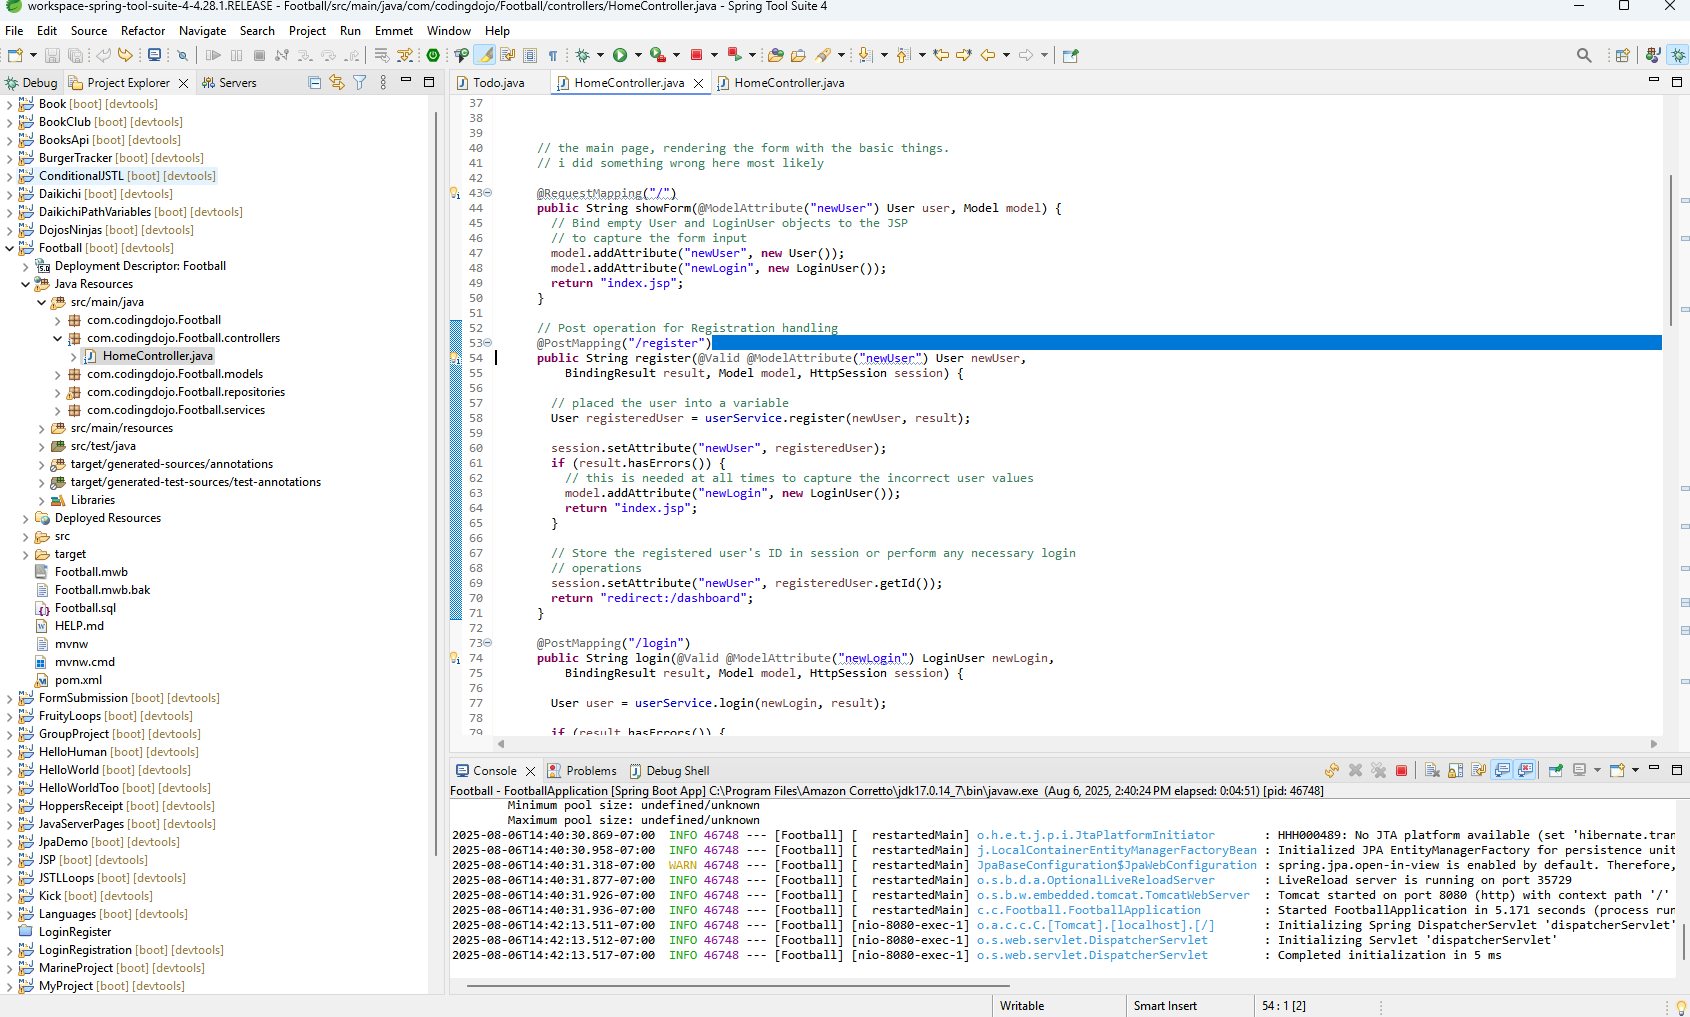 workspace-spring-tool-suite-4-4.28.1.RELEASE - Football/src/main/java/com/codingdojo/Football/controllers/HomeController.java - Spring Tool Suite 4
File Edit Source Refactor Navigate Search Project Run Emmet Window Help
Debug Project Explorer Servers
Todo.java HomeController.java HomeController.java
Book [boot] [devtools]
BookClub [boot] [devtools]
BooksApi [boot] [devtools]
BurgerTracker [boot] [devtools]
ConditionalJSTL [boot] [devtools]
Daikichi [boot] [devtools]
DaikichiPathVariables [boot] [devtools]
DojosNinjas [boot] [devtools]
Football [boot] [devtools]
Deployment Descriptor: Football
Java Resources
src/main/java
com.codingdojo.Football
com.codingdojo.Football.controllers
HomeController.java
com.codingdojo.Football.models
com.codingdojo.Football.repositories
com.codingdojo.Football.services
src/main/resources
src/test/java
target/generated-sources/annotations
target/generated-test-sources/test-annotations
Libraries
Deployed Resources
src
target
Football.mwb
Football.mwb.bak
Football.sql
HELP.md
mvnw
mvnw.cmd
pom.xml
FormSubmission [boot] [devtools]
FruityLoops [boot] [devtools]
GroupProject [boot] [devtools]
HelloHuman [boot] [devtools]
HelloWorld [boot] [devtools]
HelloWorldToo [boot] [devtools]
HoppersReceipt [boot] [devtools]
JavaServerPages [boot] [devtools]
JpaDemo [boot] [devtools]
JSP [boot] [devtools]
JSTLLoops [boot] [devtools]
Kick [boot] [devtools]
Languages [boot] [devtools]
LoginRegister
LoginRegistration [boot] [devtools]
MarineProject [boot] [devtools]
MyProject [boot] [devtools]
37
38
39
40 // the main page, rendering the form with the basic things.
41 // i did something wrong here most likely
42
43 @RequestMapping("/")
44 public String showForm(@ModelAttribute("newUser") User user, Model model) {
45 // Bind empty User and LoginUser objects to the JSP
46 // to capture the form input
47 model.addAttribute("newUser", new User());
48 model.addAttribute("newLogin", new LoginUser());
49 return "index.jsp";
50 }
51
52 // Post operation for Registration handling
53 @PostMapping("/register")
54 public String register(@Valid @ModelAttribute("newUser") User newUser,
55 BindingResult result, Model model, HttpSession session) {
56
57 // placed the user into a variable
58 User registeredUser = userService.register(newUser, result);
59
60 session.setAttribute("newUser", registeredUser);
61 if (result.hasErrors()) {
62 // this is needed at all times to capture the incorrect user values
63 model.addAttribute("newLogin", new LoginUser());
64 return "index.jsp";
65 }
66
67 // Store the registered user's ID in session or perform any necessary login
68 // operations
69 session.setAttribute("newUser", registeredUser.getId());
70 return "redirect:/dashboard";
71 }
72
73 @PostMapping("/login")
74 public String login(@Valid @ModelAttribute("newLogin") LoginUser newLogin,
75 BindingResult result, Model model, HttpSession session) {
76
77 User user = userService.login(newLogin, result);
78
79 if (result.hasErrors()) {
Console Problems Debug Shell
Football - FootballApplication [Spring Boot App] C:\Program Files\Amazon Corretto\jdk17.0.14_7\bin\javaw.exe (Aug 6, 2025, 2:40:24 PM elapsed: 0:04:51) [pid: 46748]
Minimum pool size: undefined/unknown
Maximum pool size: undefined/unknown
2025-08-06T14:40:30.869-07:00 INFO 46748 --- [Football] [ restartedMain] o.h.e.t.j.p.i.JtaPlatformInitiator : HHH000489: No JTA platform available (set 'hibernate.tran
2025-08-06T14:40:30.958-07:00 INFO 46748 --- [Football] [ restartedMain] j.LocalContainerEntityManagerFactoryBean : Initialized JPA EntityManagerFactory for persistence unit
2025-08-06T14:40:31.318-07:00 WARN 46748 --- [Football] [ restartedMain] JpaBaseConfiguration$JpaWebConfiguration : spring.jpa.open-in-view is enabled by default. Therefore,
2025-08-06T14:40:31.877-07:00 INFO 46748 --- [Football] [ restartedMain] o.s.b.d.a.OptionalLiveReloadServer : LiveReload server is running on port 35729
2025-08-06T14:40:31.926-07:00 INFO 46748 --- [Football] [ restartedMain] o.s.b.w.embedded.tomcat.TomcatWebServer : Tomcat started on port 8080 (http) with context path '/'
2025-08-06T14:40:31.936-07:00 INFO 46748 --- [Football] [ restartedMain] c.c.Football.FootballApplication : Started FootballApplication in 5.171 seconds (process run
2025-08-06T14:42:13.511-07:00 INFO 46748 --- [Football] [nio-8080-exec-1] o.a.c.c.C.[Tomcat].[localhost].[/] : Initializing Spring DispatcherServlet 'dispatcherServlet'
2025-08-06T14:42:13.512-07:00 INFO 46748 --- [Football] [nio-8080-exec-1] o.s.web.servlet.DispatcherServlet : Initializing Servlet 'dispatcherServlet'
2025-08-06T14:42:13.517-07:00 INFO 46748 --- [Football] [nio-8080-exec-1] o.s.web.servlet.DispatcherServlet : Completed initialization in 5 ms
Writable Smart Insert 54 : 1 [2]